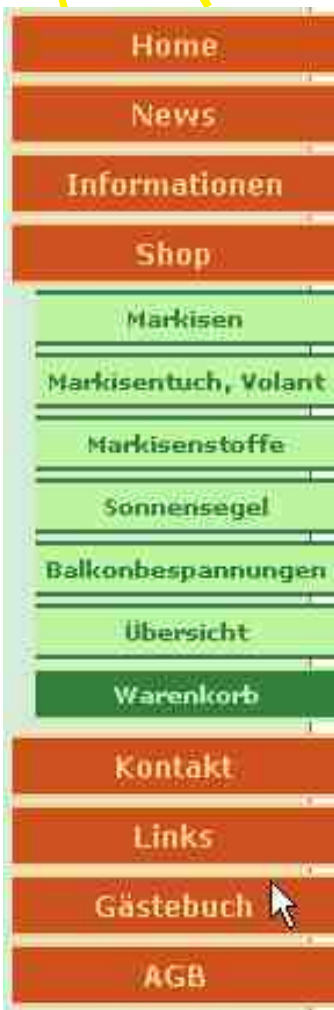 Home
News
Informationen
Shop
Markisen
Markisentuch, Volant
Markisenstoffe
Sonnensegel
Balkonbespannungen
Übersicht
Warenkorb
Kontakt
Links
Gästebuch
AGB